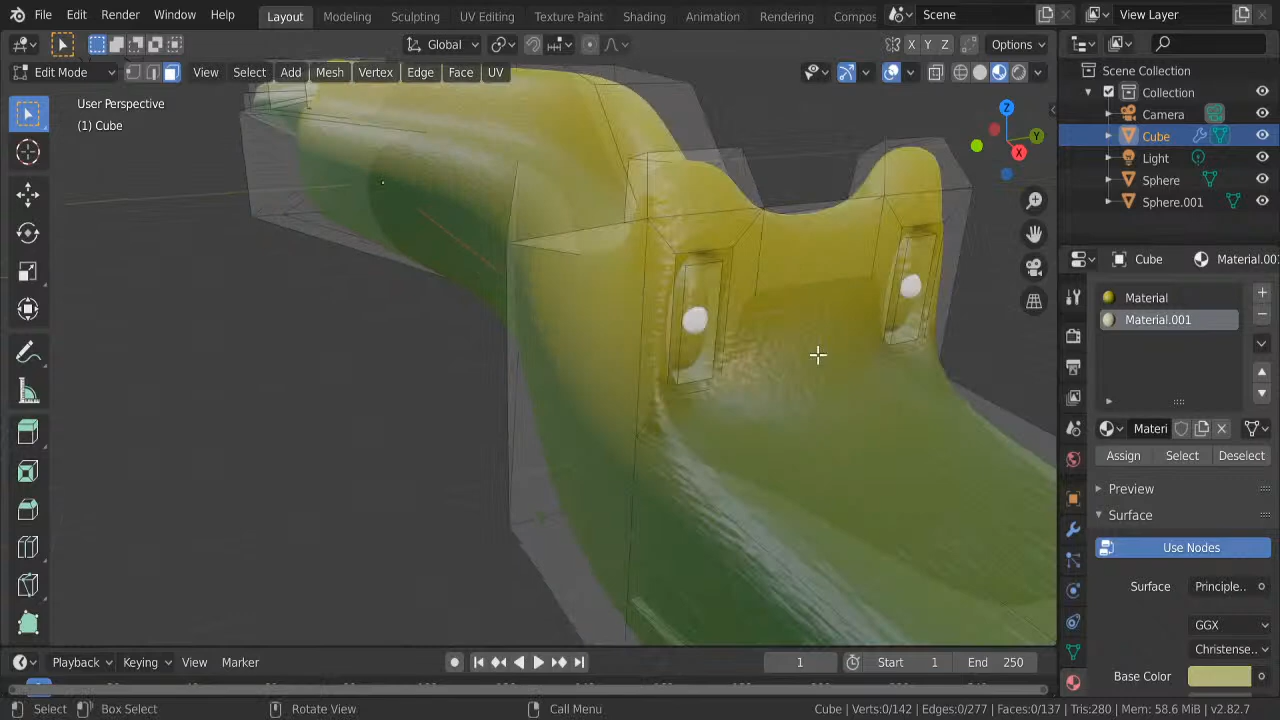 File Edit Render Window Help Layout Modeling Sculpting UV Editing Texture Paint Shading Animation Rendering Compos Scene View Layer
Global X Y Z Options
Edit Mode View Select Add Mesh Vertex Edge Face UV
Scene Collection
Collection
Camera
Cube
Light
Sphere
Sphere.001
User Perspective
(1) Cube
Z
Y
X
Cube Material.00
Material
Material.001
Materi
Assign Select Deselect
Preview
Surface
Use Nodes
Surface Principle..
GGX
Christense..
Base Color
Playback Keying View Marker 1 Start 1 End 250
Select Box Select Rotate View Call Menu Cube | Verts:0/142 | Edges:0/277 | Faces:0/137 | Tris:280 | Mem: 58.6 MiB | v2.82.7